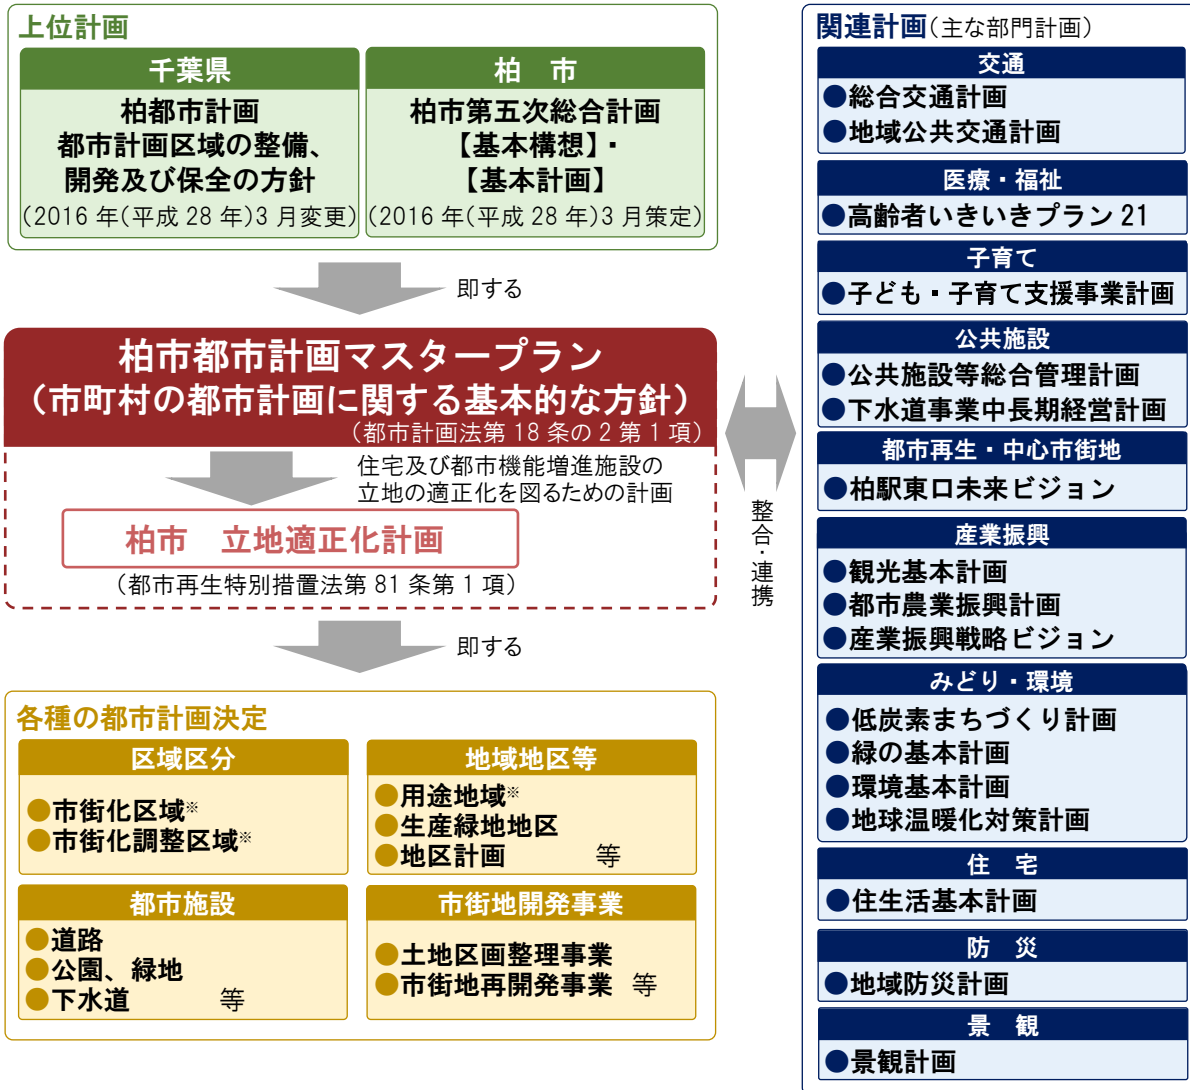 上位計画
千葉県
柏都市計画
都市計画区域の整備、
開発及び保全の方針
(2016 年(平成 28 年)3 月変更)
柏　市
柏市第五次総合計画
【基本構想】・
【基本計画】
(2016 年(平成 28 年)3 月策定)
即する
柏市都市計画マスタープラン
(市町村の都市計画に関する基本的な方針)
(都市計画法第 18 条の 2 第 1 項)
住宅及び都市機能増進施設の
立地の適正化を図るための計画
柏市　立地適正化計画
(都市再生特別措置法第 81 条第 1 項)
即する
整合・連携
各種の都市計画決定
区域区分
●市街化区域※
●市街化調整区域※
地域地区等
●用途地域※
●生産緑地地区
●地区計画　等
都市施設
●道路
●公園、緑地
●下水道　等
市街地開発事業
●土地区画整理事業
●市街地再開発事業　等
関連計画(主な部門計画)
交通
●総合交通計画
●地域公共交通計画
医療・福祉
●高齢者いきいきプラン 21
子育て
●子ども・子育て支援事業計画
公共施設
●公共施設等総合管理計画
●下水道事業中長期経営計画
都市再生・中心市街地
●柏駅東口未来ビジョン
産業振興
●観光基本計画
●都市農業振興計画
●産業振興戦略ビジョン
みどり・環境
●低炭素まちづくり計画
●緑の基本計画
●環境基本計画
●地球温暖化対策計画
住　宅
●住生活基本計画
防　災
●地域防災計画
景　観
●景観計画